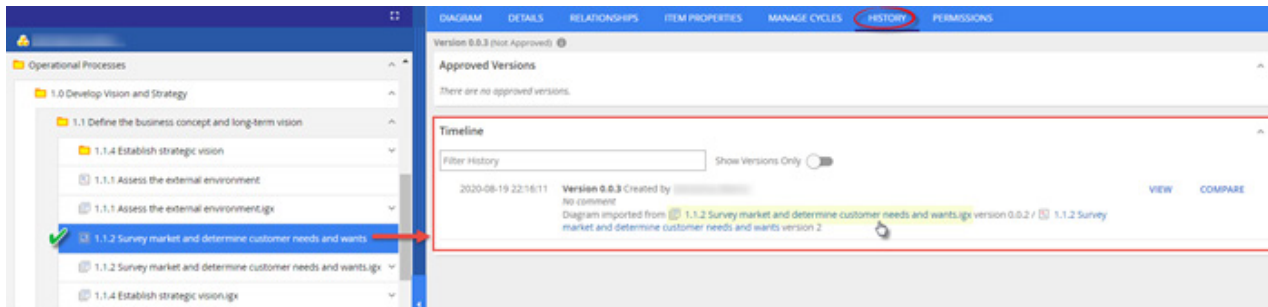 DIAGRAM DETAILS RELATIONSHIPS ITEM PROPERTIES MANAGE CYCLES HISTORY PERMISSIONS
Version 0.0.3 (Not Approved)
Operational Processes
1.0 Develop Vision and Strategy
1.1 Define the business concept and long-term vision
1.1.4 Establish strategic vision
1.1.1 Assess the external environment
1.1.1 Assess the external environment.igx
1.1.2 Survey market and determine customer needs and wants
1.1.2 Survey market and determine customer needs and wants.igx
1.1.4 Establish strategic vision.igx
Approved Versions
There are no approved versions.
Timeline
Filter History Show Versions Only
2020-08-19 22:16:11 Version 0.0.3 Created by VIEW COMPARE
No comment
Diagram imported from 1.1.2 Survey market and determine customer needs and wants.igx version 0.0.2 / 1.1.2 Survey
market and determine customer needs and wants version 2